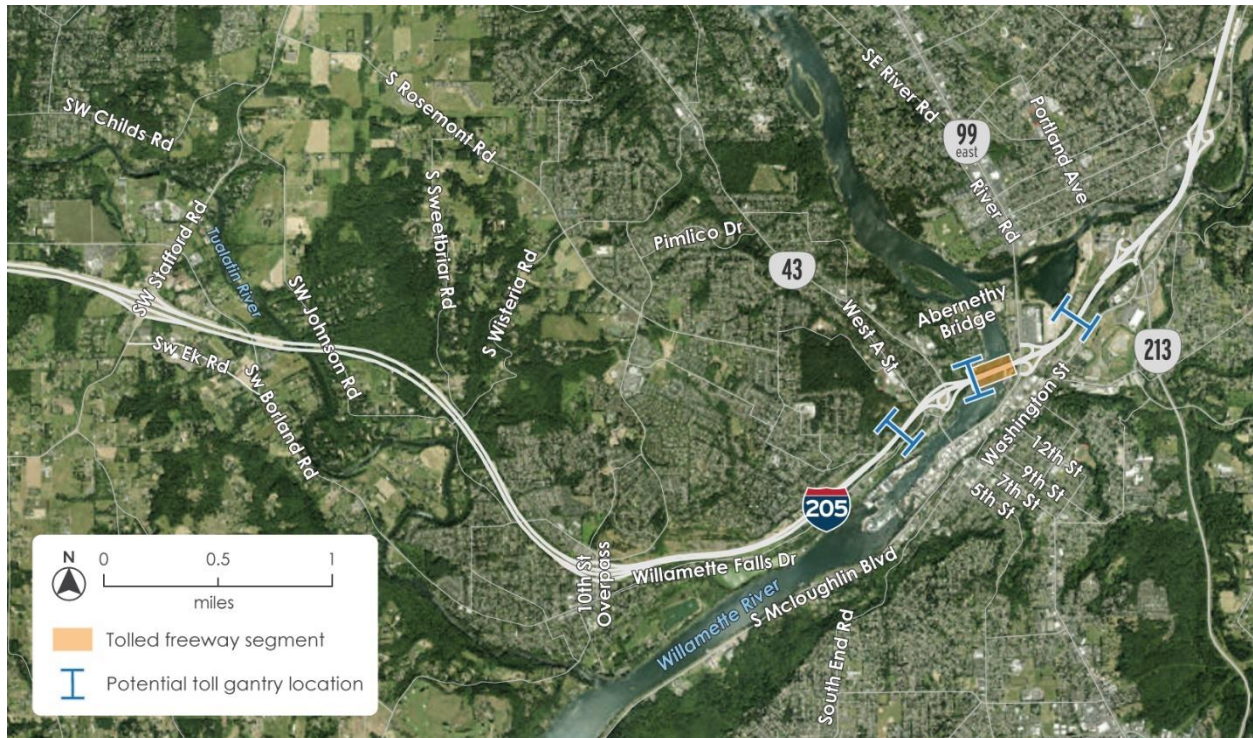 SW Childs Rd
S Rosemont Rd
SE River Rd
Portland Ave
99
east
River Rd
SW Stafford Rd
Tualatin River
S Sweetbriar Rd
Pimlico Dr
43
SW Johnson Rd
S Wisteria Rd
West A St
Abernethy
Bridge
213
Sw Ek Rd
Sw Borland Rd
Washington St
12th St
9th St
7th St
5th St
205
10th St
Overpass
Willamette Falls Dr
Willamette River
S Mcloughlin Blvd
South End Rd
N
0
0.5
1
miles
Tolled freeway segment
Potential toll gantry location